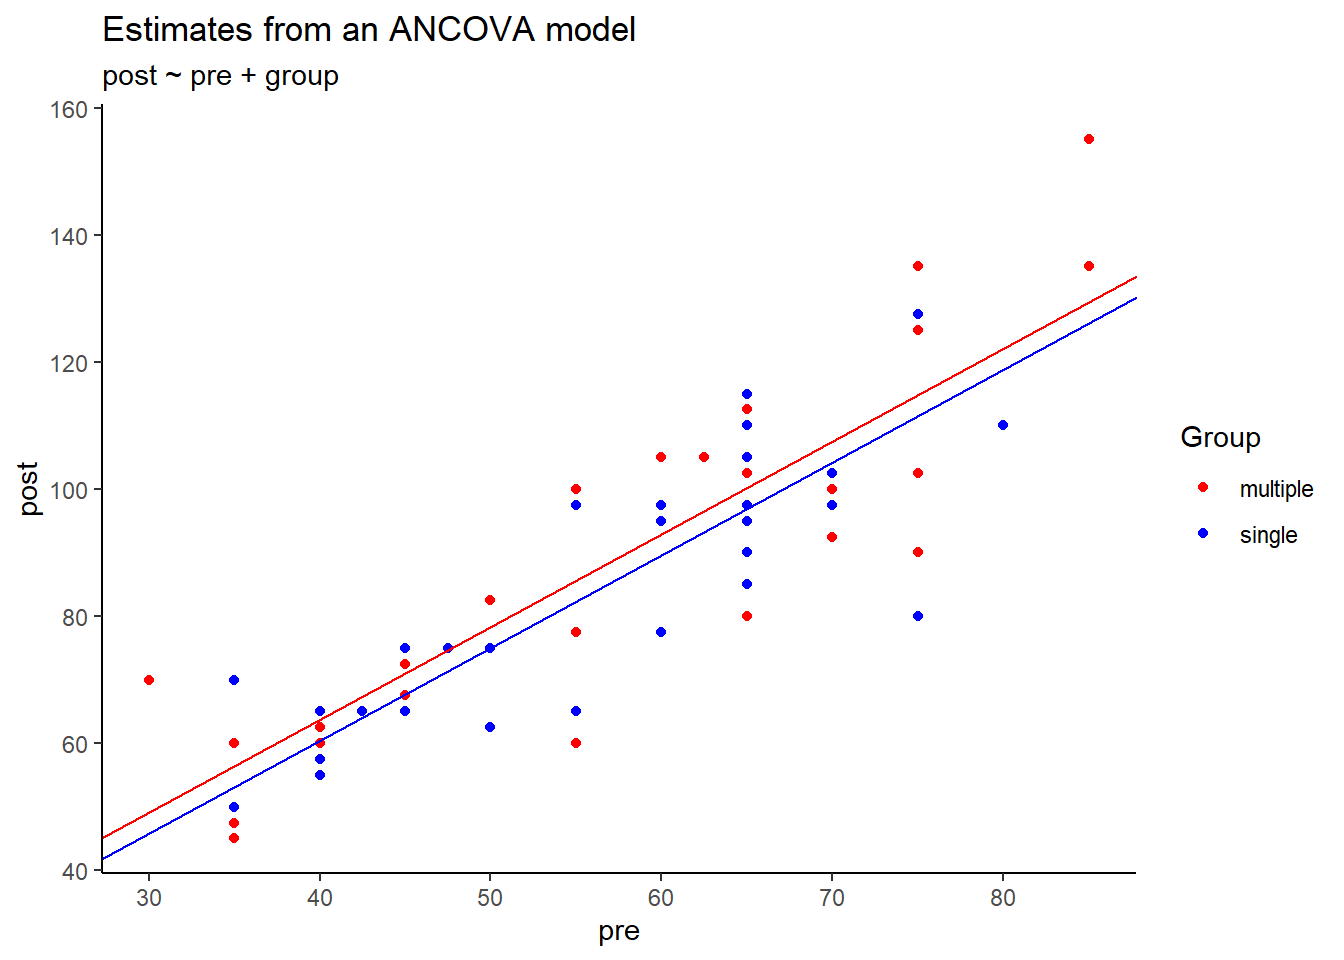 Estimates from an ANCOVA model
post ~ pre + group
160
140
120
100
80
60
40
post
30 40 50 60 70 80
pre
Group
multiple
single